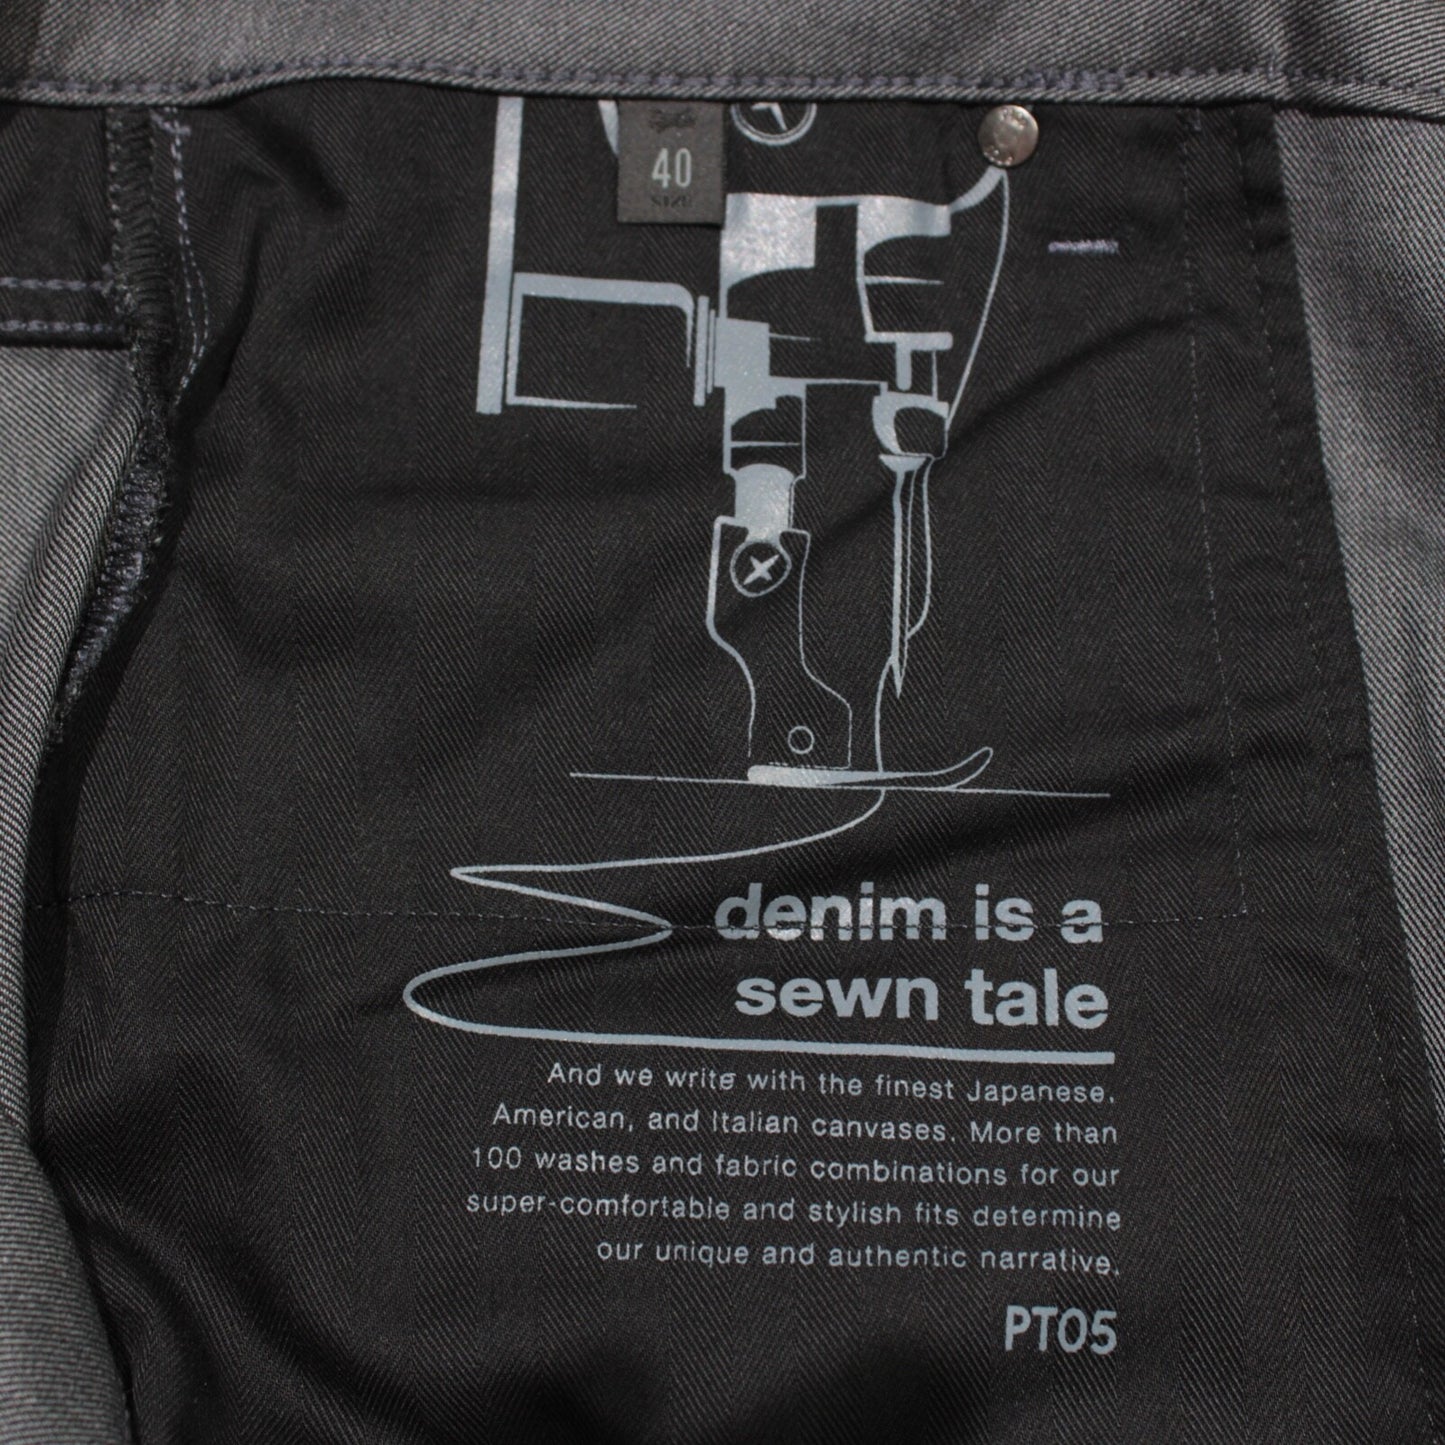 40
SIZE
denim is a
sewn tale
And we write with the finest Japanese,
American, and Italian canvases. More than
100 washes and fabric combinations for our
super-comfortable and stylish fits determine
our unique and authentic narrative.
PT05